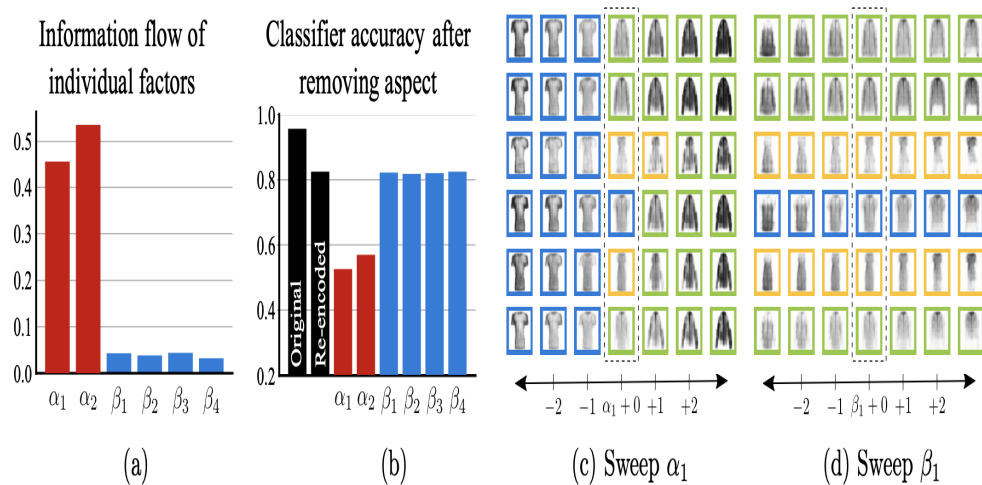 Information flow of
individual factors
0.5
0.4
0.3
0.2
0.1
0.0
α₁ α₂ β₁ β₂ β₃ β₄
(a)
Classifier accuracy after
removing aspect
1.0
0.8
0.6
0.4
0.2
Original
Re-encoded
α₁ α₂ β₁ β₂ β₃ β₄
(b)
−2 −1 α₁ + 0 +1 +2
(c) Sweep α₁
−2 −1 β₁ + 0 +1 +2
(d) Sweep β₁